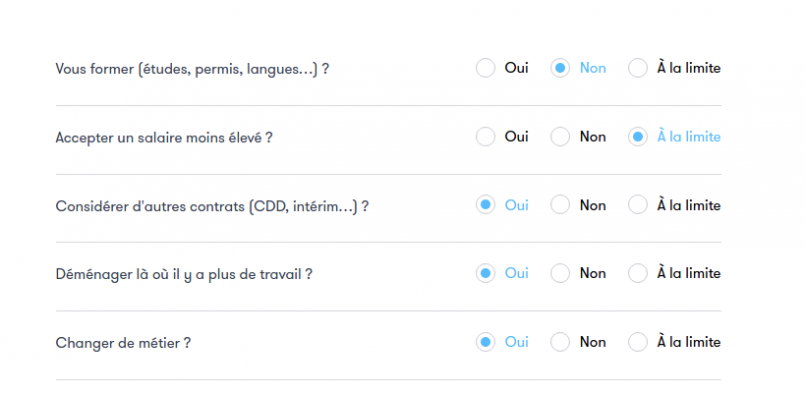 Vous former (études, permis, langues...) ? Oui Non À la limite
Accepter un salaire moins élevé ? Oui Non À la limite
Considérer d'autres contrats (CDD, intérim...) ? Oui Non À la limite
Déménager là où il y a plus de travail ? Oui Non À la limite
Changer de métier ? Oui Non À la limite